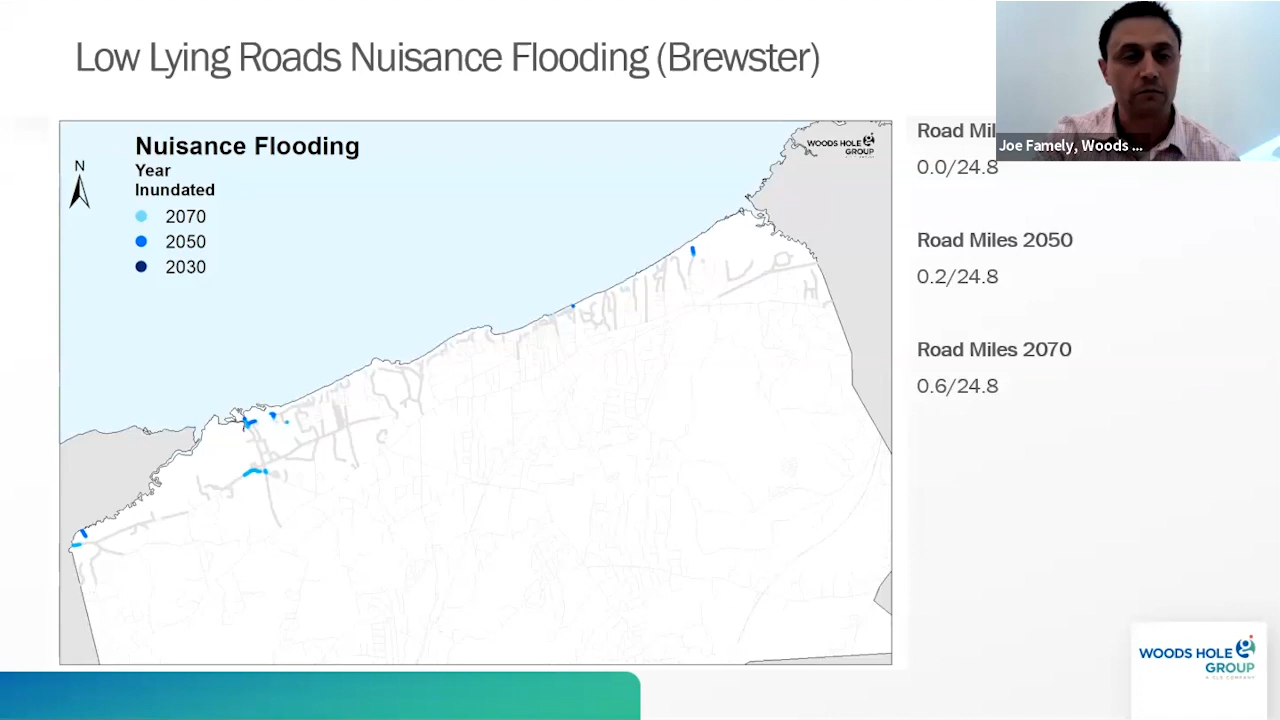 Low Lying Roads Nuisance Flooding (Brewster)
Joe Famely, Woods ...
Nuisance Flooding
Year
Inundated
2070
2050
2030
N
WOODS HOLE
GROUP
Road Mil
0.0/24.8
Road Miles 2050
0.2/24.8
Road Miles 2070
0.6/24.8
WOODS HOLE
GROUP
A CLS COMPANY